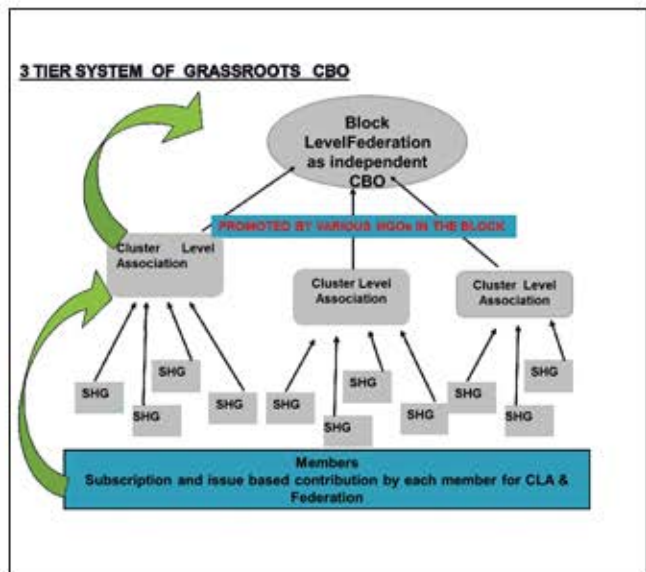 3 TIER SYSTEM OF GRASSROOTS CBO
Block
LevelFederation
as independent
CBO
PROMOTED BY VARIOUS NGOs IN THE BLOCK
Cluster Level
Association
Cluster Level
Association
Cluster Level
Association
SHG
SHG
SHG
SHG
SHG
SHG
SHG
SHG
SHG
SHG
SHG
Members
Subscription and issue based contribution by each member for CLA &
Federation